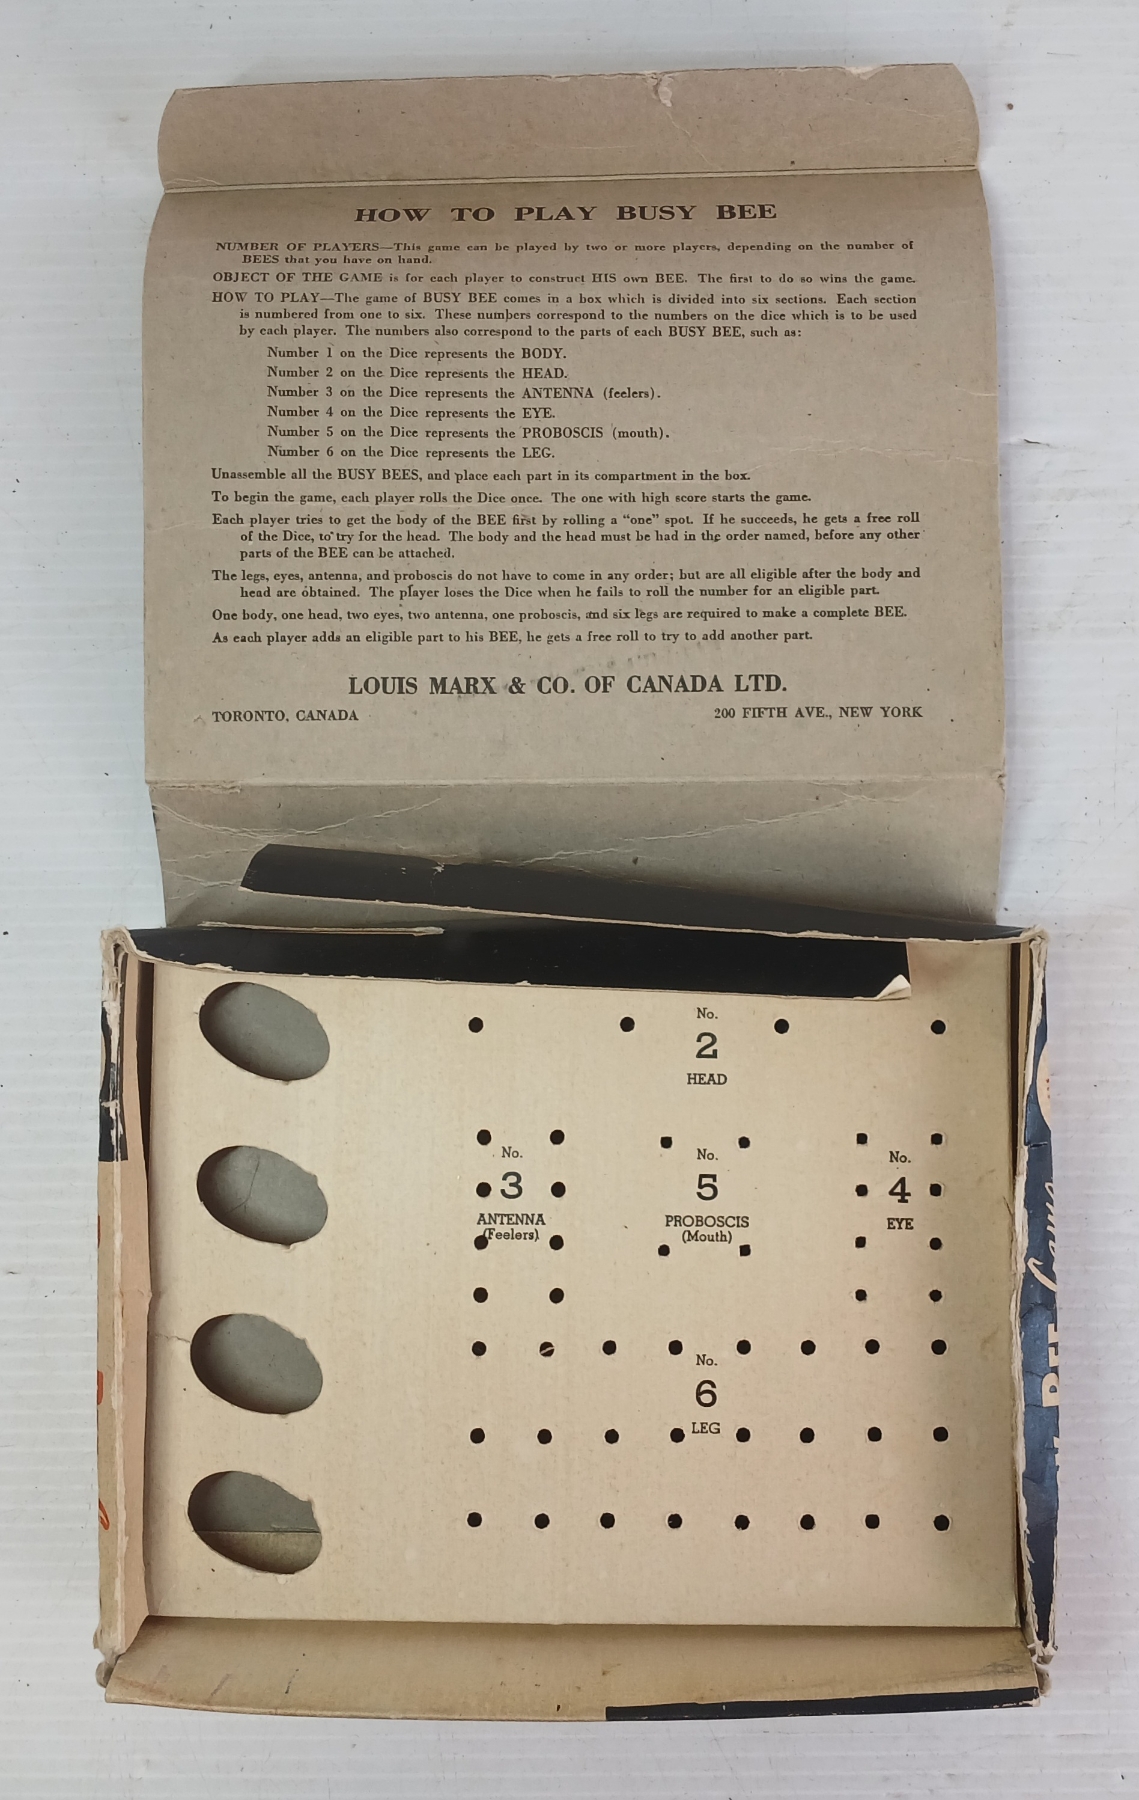 HOW TO PLAY BUSY BEE
NUMBER OF PLAYERS—This game can be played by two or more players, depending on the number of
BEES that you have on hand.
OBJECT OF THE GAME is for each player to construct HIS own BEE. The first to do so wins the game.
HOW TO PLAY—The game of BUSY BEE comes in a box which is divided into six sections. Each section
is numbered from one to six. These numbers correspond to the numbers on the dice which is to be used
by each player. The numbers also correspond to the parts of each BUSY BEE, such as:
Number 1 on the Dice represents the BODY.
Number 2 on the Dice represents the HEAD.
Number 3 on the Dice represents the ANTENNA (feelers).
Number 4 on the Dice represents the EYE.
Number 5 on the Dice represents the PROBOSCIS (mouth).
Number 6 on the Dice represents the LEG.
Unassemble all the BUSY BEES, and place each part in its compartment in the box.
To begin the game, each player rolls the Dice once. The one with high score starts the game.
Each player tries to get the body of the BEE first by rolling a "one" spot. If he succeeds, he gets a free roll
of the Dice, to try for the head. The body and the head must be had in the order named, before any other
parts of the BEE can be attached.
The legs, eyes, antenna, and proboscis do not have to come in any order; but are all eligible after the body and
head are obtained. The player loses the Dice when he fails to roll the number for an eligible part.
One body, one head, two eyes, two antenna, one proboscis, and six legs are required to make a complete BEE.
As each player adds an eligible part to his BEE, he gets a free roll to try to add another part.
LOUIS MARX & CO. OF CANADA LTD.
TORONTO, CANADA 200 FIFTH AVE., NEW YORK
No.
2
HEAD
No.
3
ANTENNA
(Feelers)
No.
5
PROBOSCIS
(Mouth)
No.
4
EYE
No.
6
LEG
BEE Game